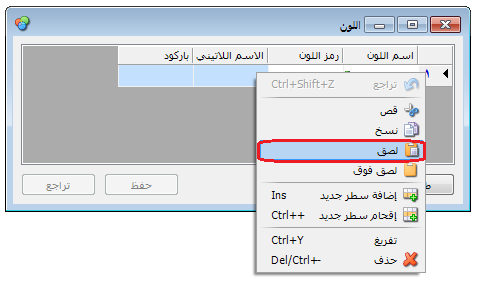 اللون
اسم اللون رمز اللون الاسم اللاتيني باركود
١
تراجع Ctrl+Shift+Z
قص
نسخ
لصق
لصق فوق
إضافة سطر جديد Ins
إقحام سطر جديد Ctrl++
تفريغ Ctrl+Y
حذف Del/Ctrl+-
حفظ تراجع